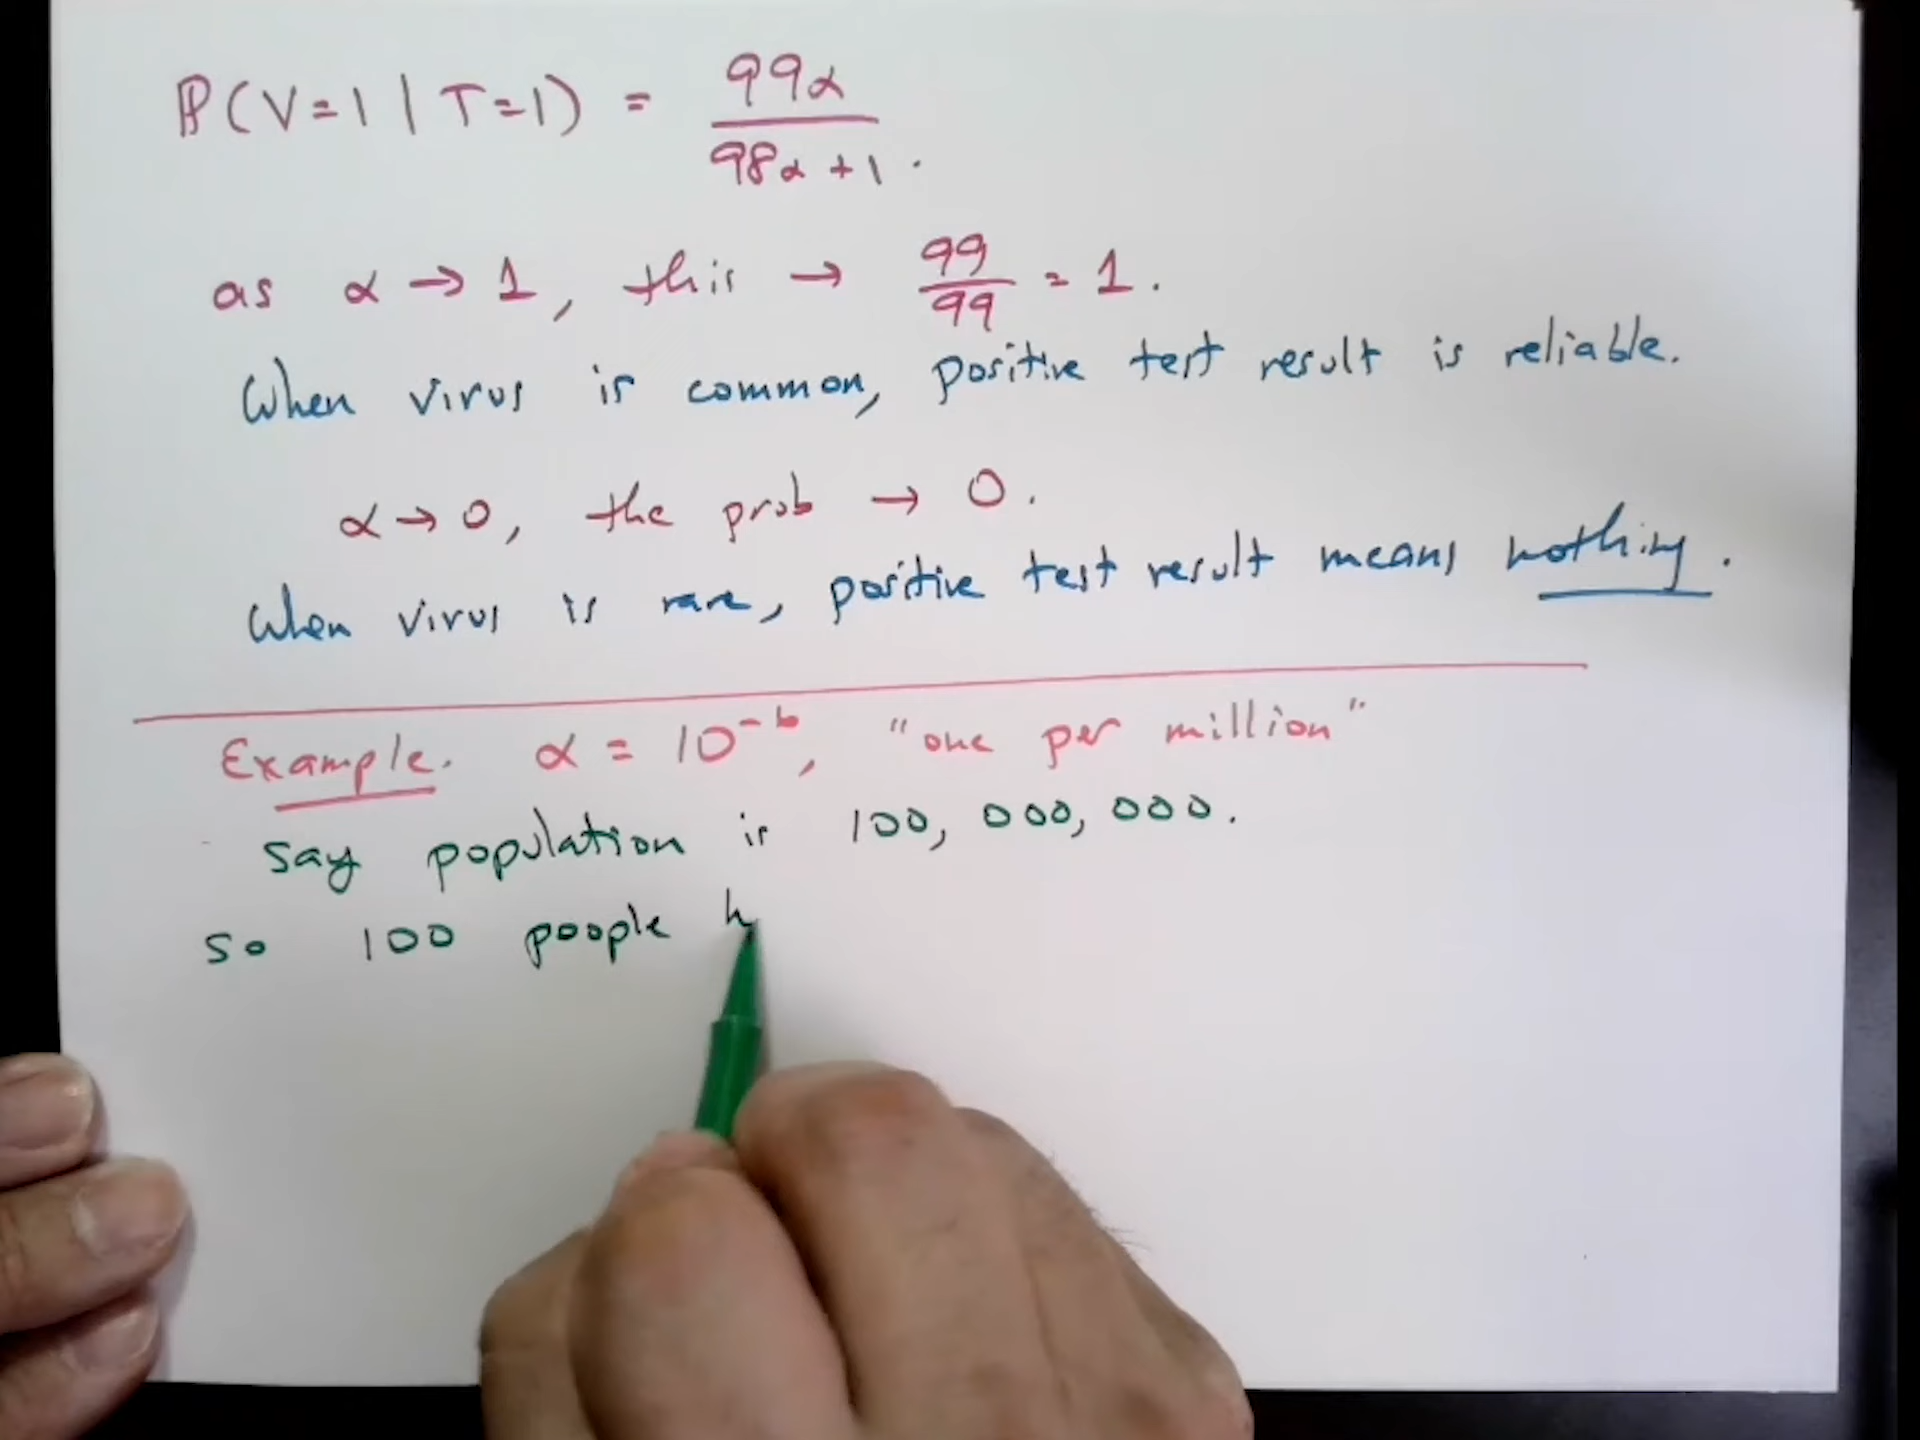 ℙ(V=1 | T=1) = 99α / 98α + 1 .
as α → 1, this → 99/99 = 1.
When virus is common, positive test result is reliable.
α → 0, the prob → 0.
When virus is rare, positive test result means nothing.
Example. α = 10⁻⁶, "one per million"
Say population is 100,000,000.
So 100 poople h